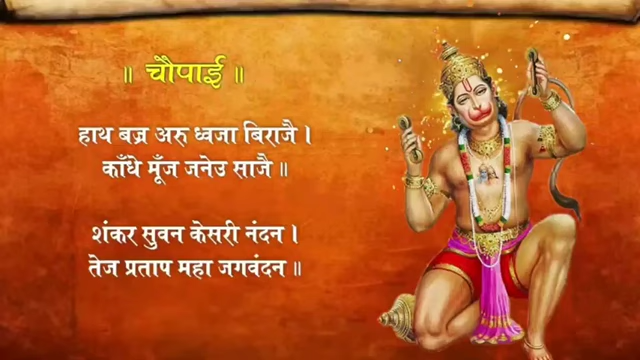 ॥ चौपाई ॥
हाथ बज्र अरु ध्वजा बिराजै ।
काँधे मूँज जनेउ साजै ॥
शंकर सुवन केसरी नंदन ।
तेज प्रताप महा जगवंदन ॥